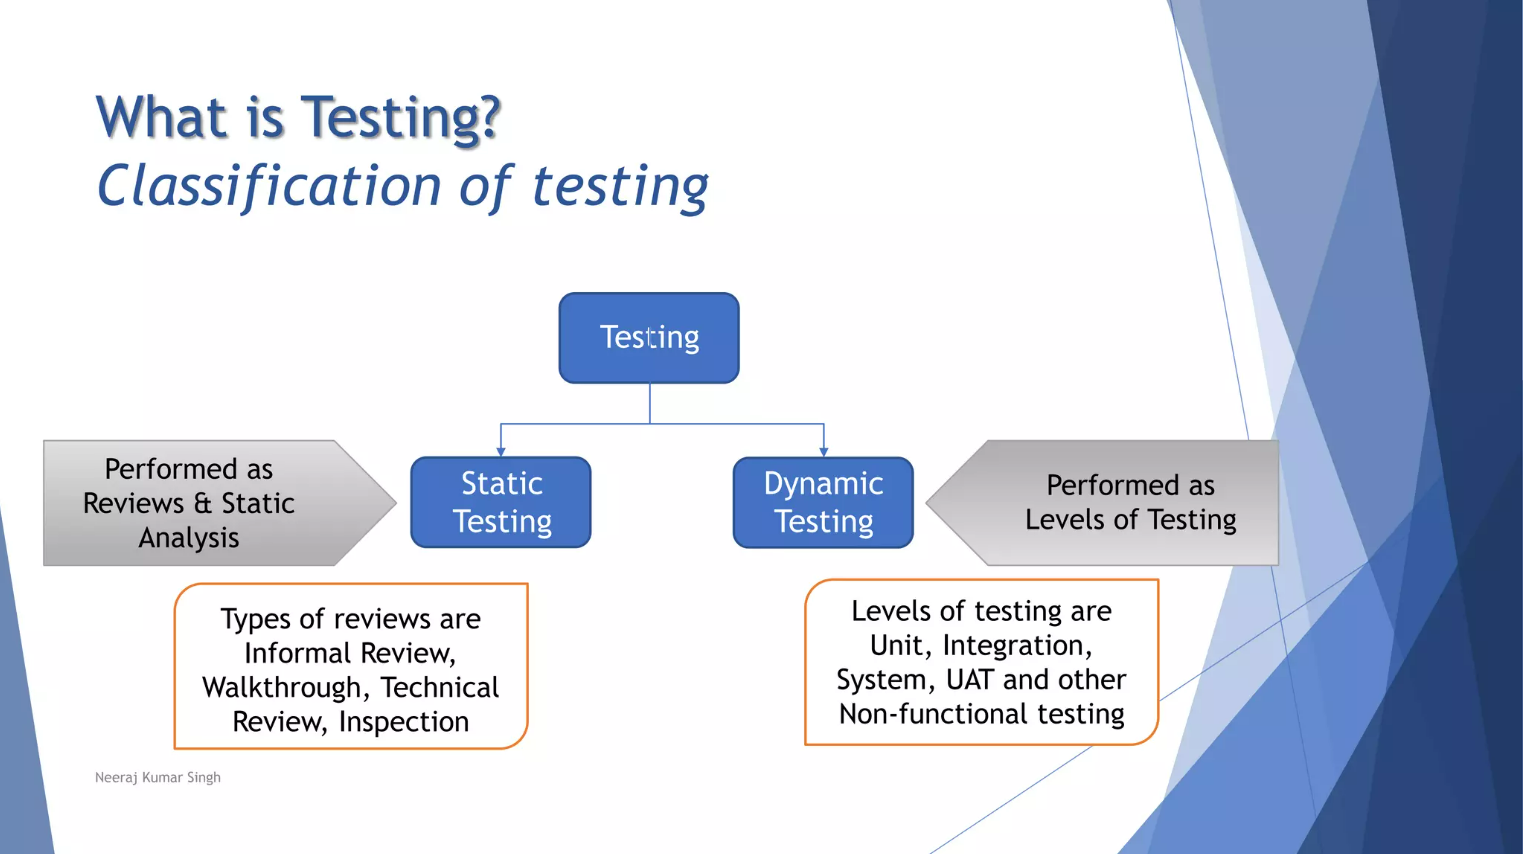 What is Testing?
Classification of testing
Testing
Performed as
Reviews & Static
Analysis
Static
Testing
Dynamic
Testing
Performed as
Levels of Testing
Types of reviews are
Informal Review,
Walkthrough, Technical
Review, Inspection
Levels of testing are
Unit, Integration,
System, UAT and other
Non-functional testing
Neeraj Kumar Singh